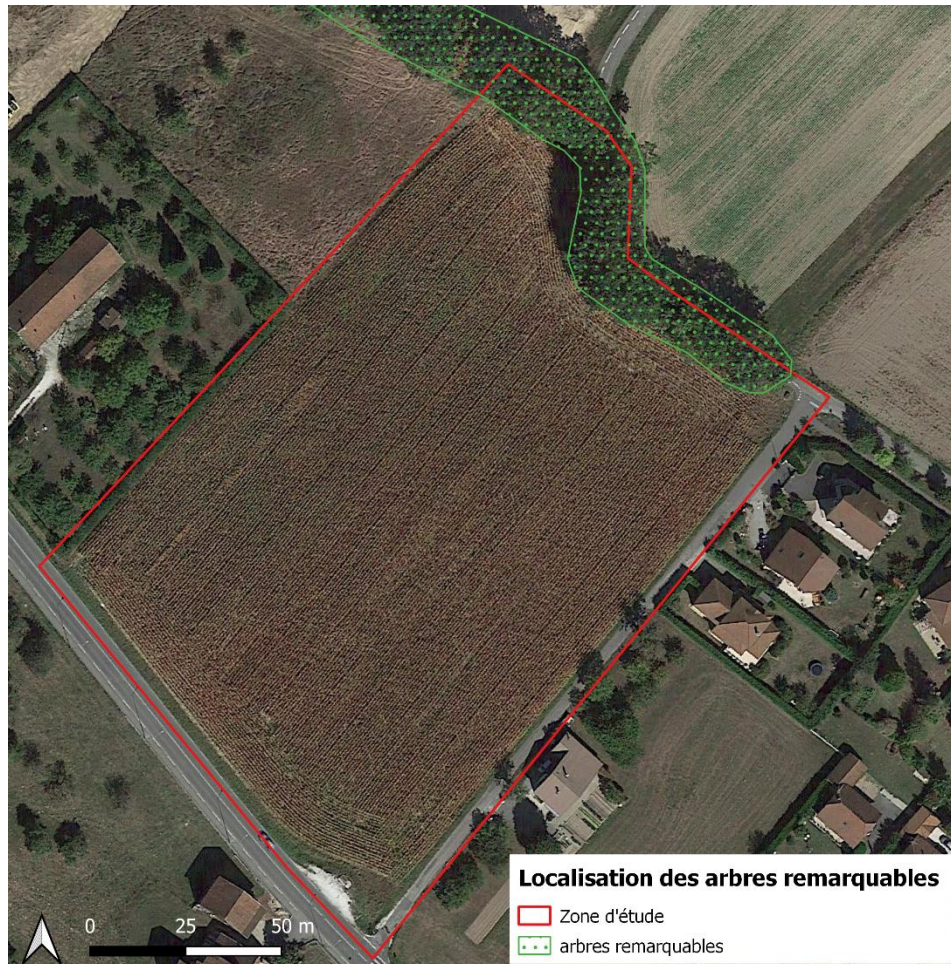 Localisation des arbres remarquables
Zone d'étude
arbres remarquables
0 25 50 m